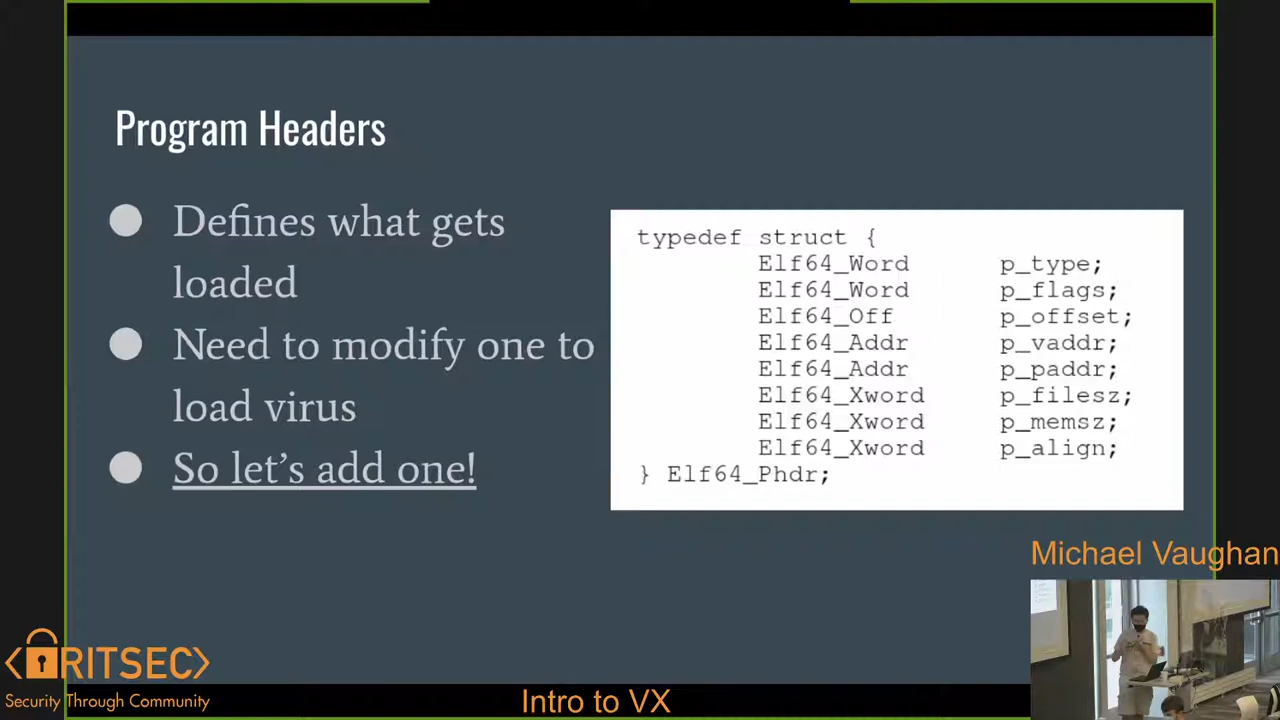 Program Headers
● Defines what gets
loaded
● Need to modify one to
load virus
● So let's add one!
typedef struct {
Elf64_Word p_type;
Elf64_Word p_flags;
Elf64_Off p_offset;
Elf64_Addr p_vaddr;
Elf64_Addr p_paddr;
Elf64_Xword p_filesz;
Elf64_Xword p_memsz;
Elf64_Xword p_align;
} Elf64_Phdr;
Michael Vaughan
<RITSEC>
Security Through Community
Intro to VX